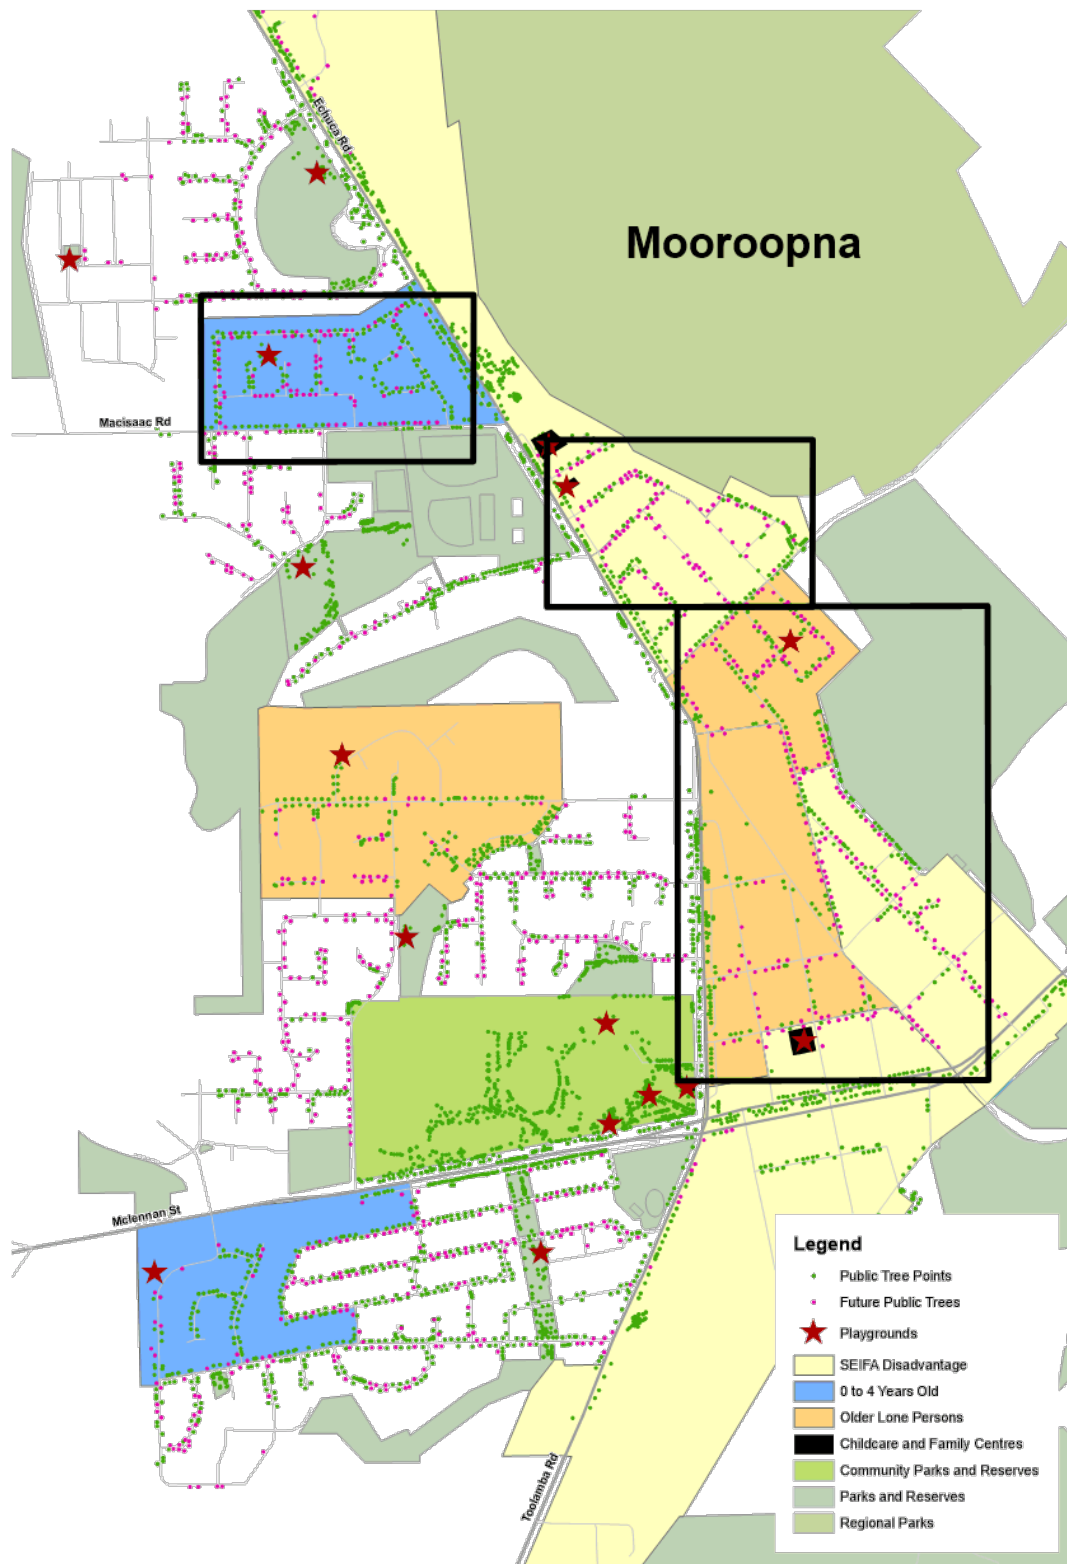 Echuca Rd
Mooroopna
Macisaac Rd
Mclennan St
Toolamba Rd
Legend
Public Tree Points
Future Public Trees
Playgrounds
SEIFA Disadvantage
0 to 4 Years Old
Older Lone Persons
Childcare and Family Centres
Community Parks and Reserves
Parks and Reserves
Regional Parks